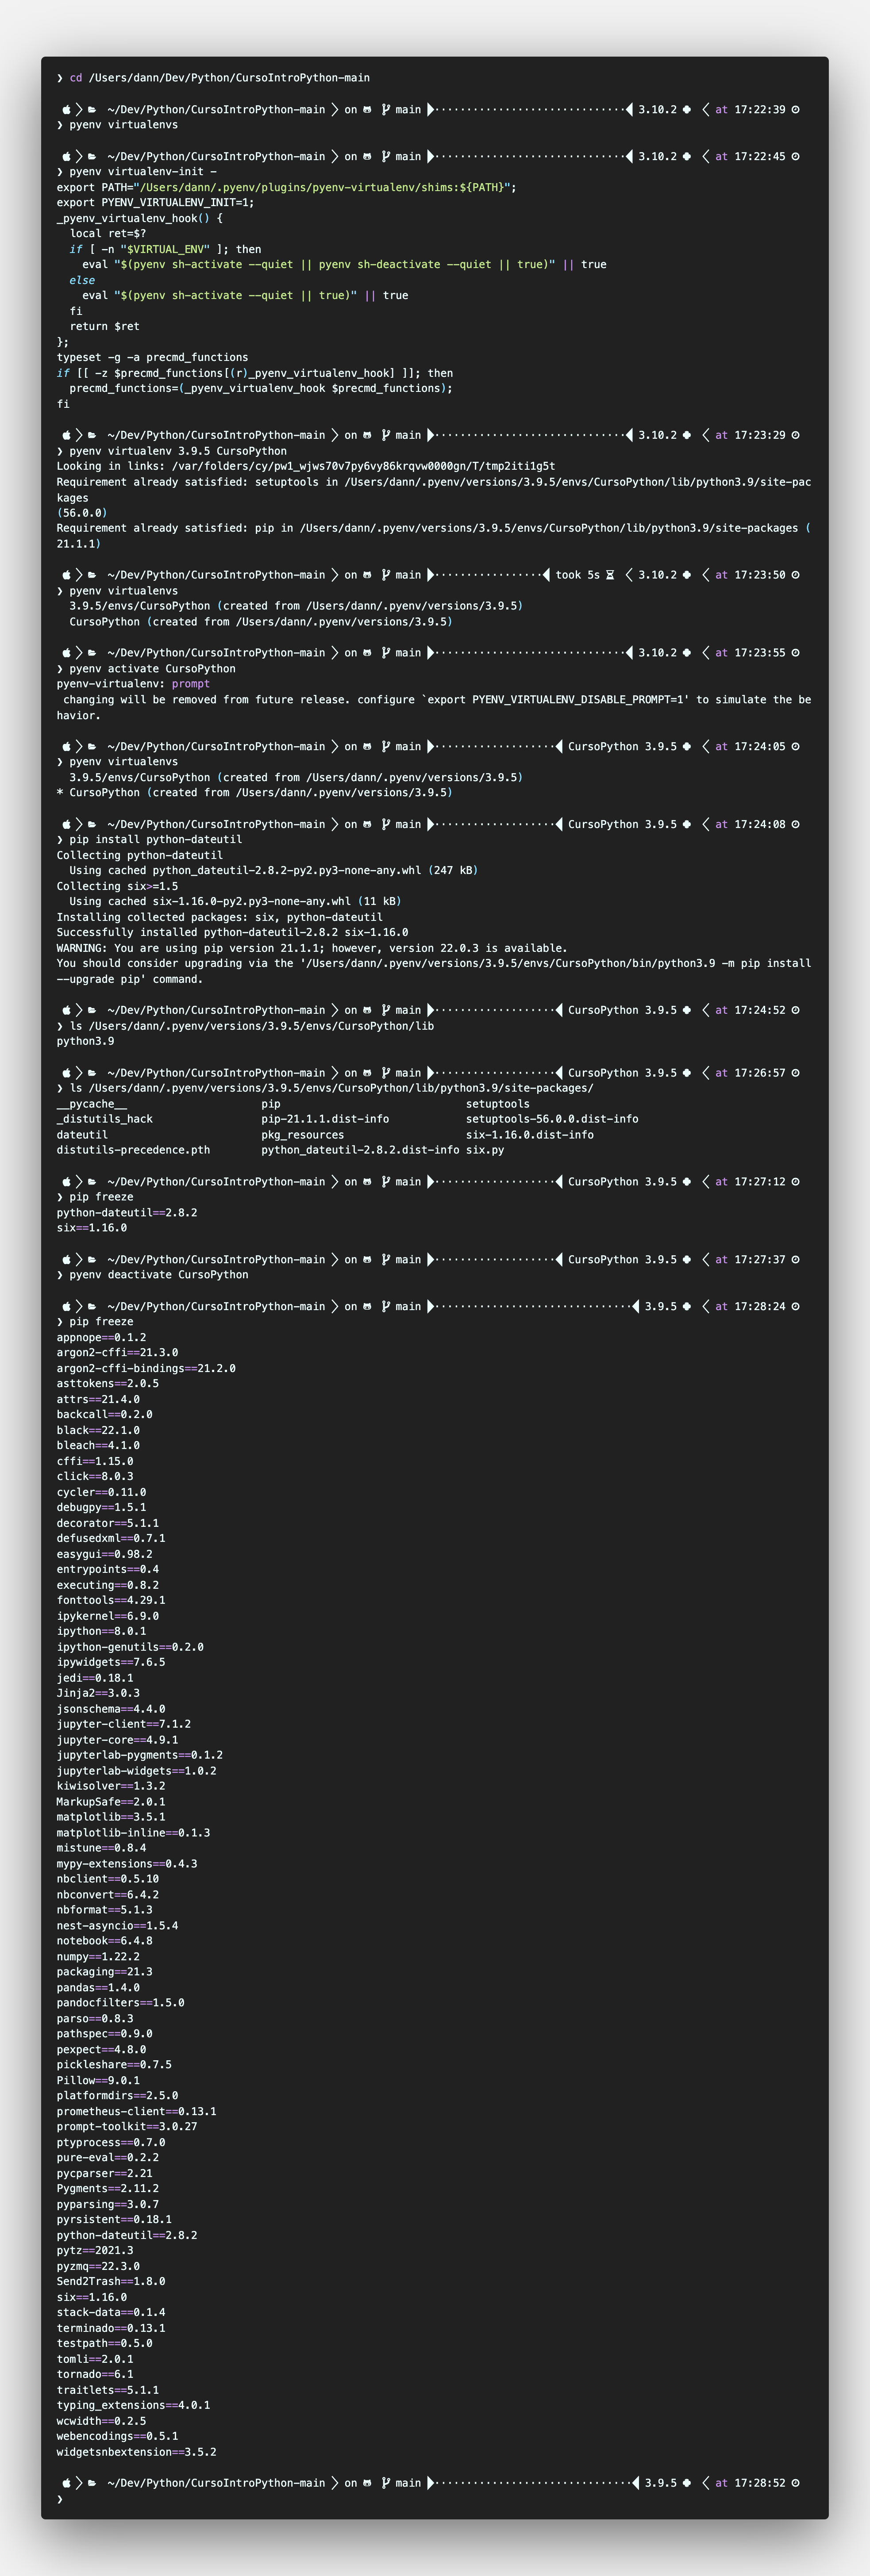 ❯ cd /Users/dann/Dev/Python/CursoIntroPython-main
~/Dev/Python/CursoIntroPython-main on main 3.10.2 at 17:22:39
❯ pyenv virtualenvs
~/Dev/Python/CursoIntroPython-main on main 3.10.2 at 17:22:45
❯ pyenv virtualenv-init -
export PATH="/Users/dann/.pyenv/plugins/pyenv-virtualenv/shims:${PATH}";
export PYENV_VIRTUALENV_INIT=1;
_pyenv_virtualenv_hook() {
  local ret=$?
  if [ -n "$VIRTUAL_ENV" ]; then
    eval "$(pyenv sh-activate --quiet || pyenv sh-deactivate --quiet || true)" || true
  else
    eval "$(pyenv sh-activate --quiet || true)" || true
  fi
  return $ret
};
typeset -g -a precmd_functions
if [[ -z $precmd_functions[(r)_pyenv_virtualenv_hook] ]]; then
  precmd_functions=(_pyenv_virtualenv_hook $precmd_functions);
fi
~/Dev/Python/CursoIntroPython-main on main 3.10.2 at 17:23:29
❯ pyenv virtualenv 3.9.5 CursoPython
Looking in links: /var/folders/cy/pw1_wjws70v7py6vy86krqvw0000gn/T/tmp2iti1g5t
Requirement already satisfied: setuptools in /Users/dann/.pyenv/versions/3.9.5/envs/CursoPython/lib/python3.9/site-pac
kages
(56.0.0)
Requirement already satisfied: pip in /Users/dann/.pyenv/versions/3.9.5/envs/CursoPython/lib/python3.9/site-packages (
21.1.1)
~/Dev/Python/CursoIntroPython-main on main took 5s 3.10.2 at 17:23:50
❯ pyenv virtualenvs
  3.9.5/envs/CursoPython (created from /Users/dann/.pyenv/versions/3.9.5)
  CursoPython (created from /Users/dann/.pyenv/versions/3.9.5)
~/Dev/Python/CursoIntroPython-main on main 3.10.2 at 17:23:55
❯ pyenv activate CursoPython
pyenv-virtualenv: prompt
 changing will be removed from future release. configure `export PYENV_VIRTUALENV_DISABLE_PROMPT=1' to simulate the be
havior.
~/Dev/Python/CursoIntroPython-main on main CursoPython 3.9.5 at 17:24:05
❯ pyenv virtualenvs
  3.9.5/envs/CursoPython (created from /Users/dann/.pyenv/versions/3.9.5)
* CursoPython (created from /Users/dann/.pyenv/versions/3.9.5)
~/Dev/Python/CursoIntroPython-main on main CursoPython 3.9.5 at 17:24:08
❯ pip install python-dateutil
Collecting python-dateutil
  Using cached python_dateutil-2.8.2-py2.py3-none-any.whl (247 kB)
Collecting six>=1.5
  Using cached six-1.16.0-py2.py3-none-any.whl (11 kB)
Installing collected packages: six, python-dateutil
Successfully installed python-dateutil-2.8.2 six-1.16.0
WARNING: You are using pip version 21.1.1; however, version 22.0.3 is available.
You should consider upgrading via the '/Users/dann/.pyenv/versions/3.9.5/envs/CursoPython/bin/python3.9 -m pip install
--upgrade pip' command.
~/Dev/Python/CursoIntroPython-main on main CursoPython 3.9.5 at 17:24:52
❯ ls /Users/dann/.pyenv/versions/3.9.5/envs/CursoPython/lib
python3.9
~/Dev/Python/CursoIntroPython-main on main CursoPython 3.9.5 at 17:26:57
❯ ls /Users/dann/.pyenv/versions/3.9.5/envs/CursoPython/lib/python3.9/site-packages/
__pycache__                     pip                             setuptools
_distutils_hack                 pip-21.1.1.dist-info            setuptools-56.0.0.dist-info
dateutil                        pkg_resources                   six-1.16.0.dist-info
distutils-precedence.pth        python_dateutil-2.8.2.dist-info six.py
~/Dev/Python/CursoIntroPython-main on main CursoPython 3.9.5 at 17:27:12
❯ pip freeze
python-dateutil==2.8.2
six==1.16.0
~/Dev/Python/CursoIntroPython-main on main CursoPython 3.9.5 at 17:27:37
❯ pyenv deactivate CursoPython
~/Dev/Python/CursoIntroPython-main on main 3.9.5 at 17:28:24
❯ pip freeze
appnope==0.1.2
argon2-cffi==21.3.0
argon2-cffi-bindings==21.2.0
asttokens==2.0.5
attrs==21.4.0
backcall==0.2.0
black==22.1.0
bleach==4.1.0
cffi==1.15.0
click==8.0.3
cycler==0.11.0
debugpy==1.5.1
decorator==5.1.1
defusedxml==0.7.1
easygui==0.98.2
entrypoints==0.4
executing==0.8.2
fonttools==4.29.1
ipykernel==6.9.0
ipython==8.0.1
ipython-genutils==0.2.0
ipywidgets==7.6.5
jedi==0.18.1
Jinja2==3.0.3
jsonschema==4.4.0
jupyter-client==7.1.2
jupyter-core==4.9.1
jupyterlab-pygments==0.1.2
jupyterlab-widgets==1.0.2
kiwisolver==1.3.2
MarkupSafe==2.0.1
matplotlib==3.5.1
matplotlib-inline==0.1.3
mistune==0.8.4
mypy-extensions==0.4.3
nbclient==0.5.10
nbconvert==6.4.2
nbformat==5.1.3
nest-asyncio==1.5.4
notebook==6.4.8
numpy==1.22.2
packaging==21.3
pandas==1.4.0
pandocfilters==1.5.0
parso==0.8.3
pathspec==0.9.0
pexpect==4.8.0
pickleshare==0.7.5
Pillow==9.0.1
platformdirs==2.5.0
prometheus-client==0.13.1
prompt-toolkit==3.0.27
ptyprocess==0.7.0
pure-eval==0.2.2
pycparser==2.21
Pygments==2.11.2
pyparsing==3.0.7
pyrsistent==0.18.1
python-dateutil==2.8.2
pytz==2021.3
pyzmq==22.3.0
Send2Trash==1.8.0
six==1.16.0
stack-data==0.1.4
terminado==0.13.1
testpath==0.5.0
tomli==2.0.1
tornado==6.1
traitlets==5.1.1
typing_extensions==4.0.1
wcwidth==0.2.5
webencodings==0.5.1
widgetsnbextension==3.5.2
~/Dev/Python/CursoIntroPython-main on main 3.9.5 at 17:28:52
❯